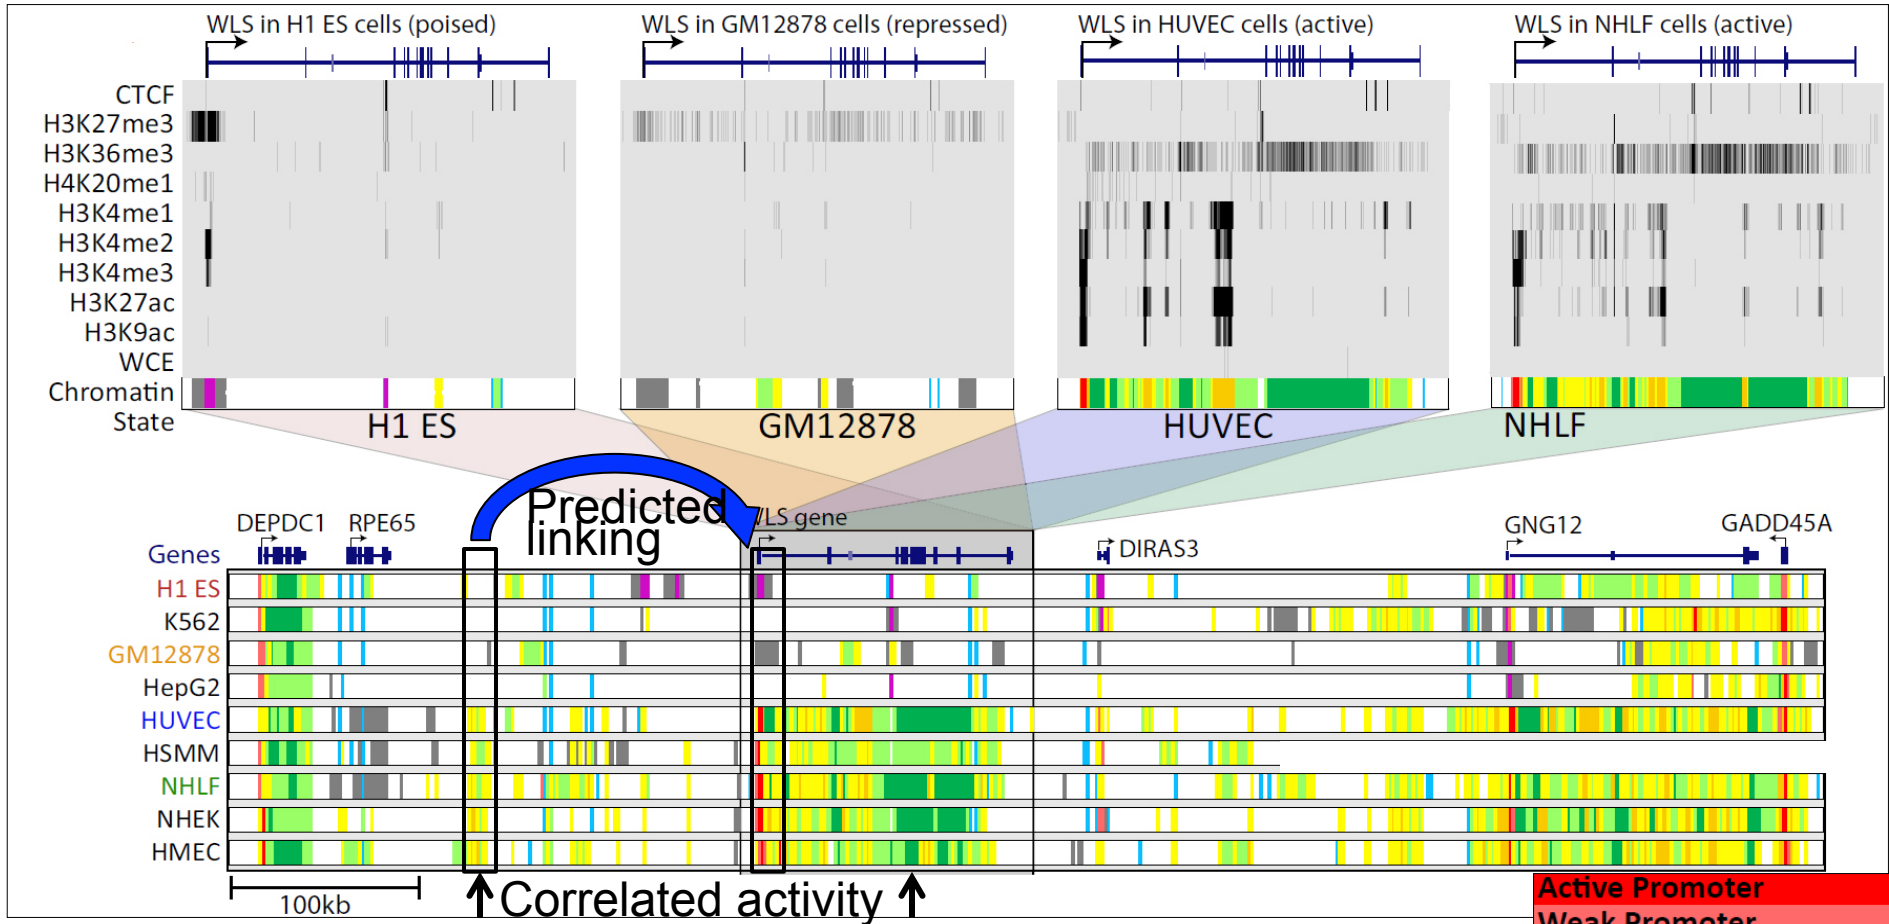 WLS in H1 ES cells (poised)
WLS in GM12878 cells (repressed)
WLS in HUVEC cells (active)
WLS in NHLF cells (active)
CTCF
H3K27me3
H3K36me3
H4K20me1
H3K4me1
H3K4me2
H3K4me3
H3K27ac
H3K9ac
WCE
Chromatin
State
H1 ES
GM12878
HUVEC
NHLF
Predicted
linking
WLS gene
DEPDC1
RPE65
DIRAS3
GNG12
GADD45A
Genes
H1 ES
K562
GM12878
HepG2
HUVEC
HSMM
NHLF
NHEK
HMEC
100kb
Correlated activity
Active Promoter
Weak Promoter